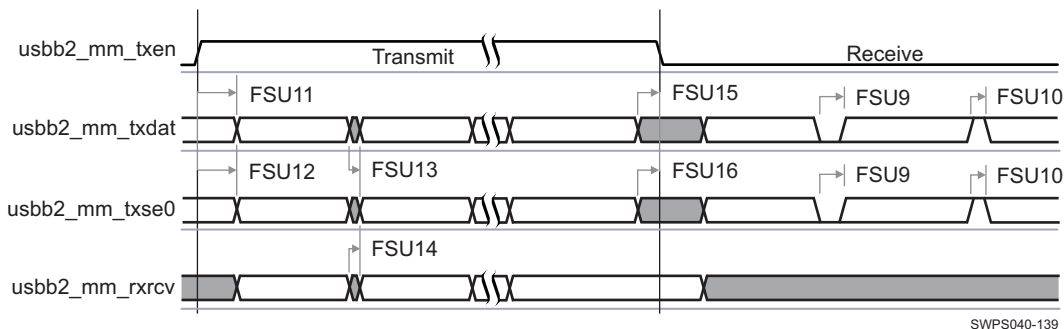 usbb2_mm_txen
Transmit
Receive
FSU11
FSU15
FSU9
FSU10
usbb2_mm_txdat
FSU12
FSU13
FSU16
FSU9
FSU10
usbb2_mm_txse0
FSU14
usbb2_mm_rxrcv
SWPS040-139